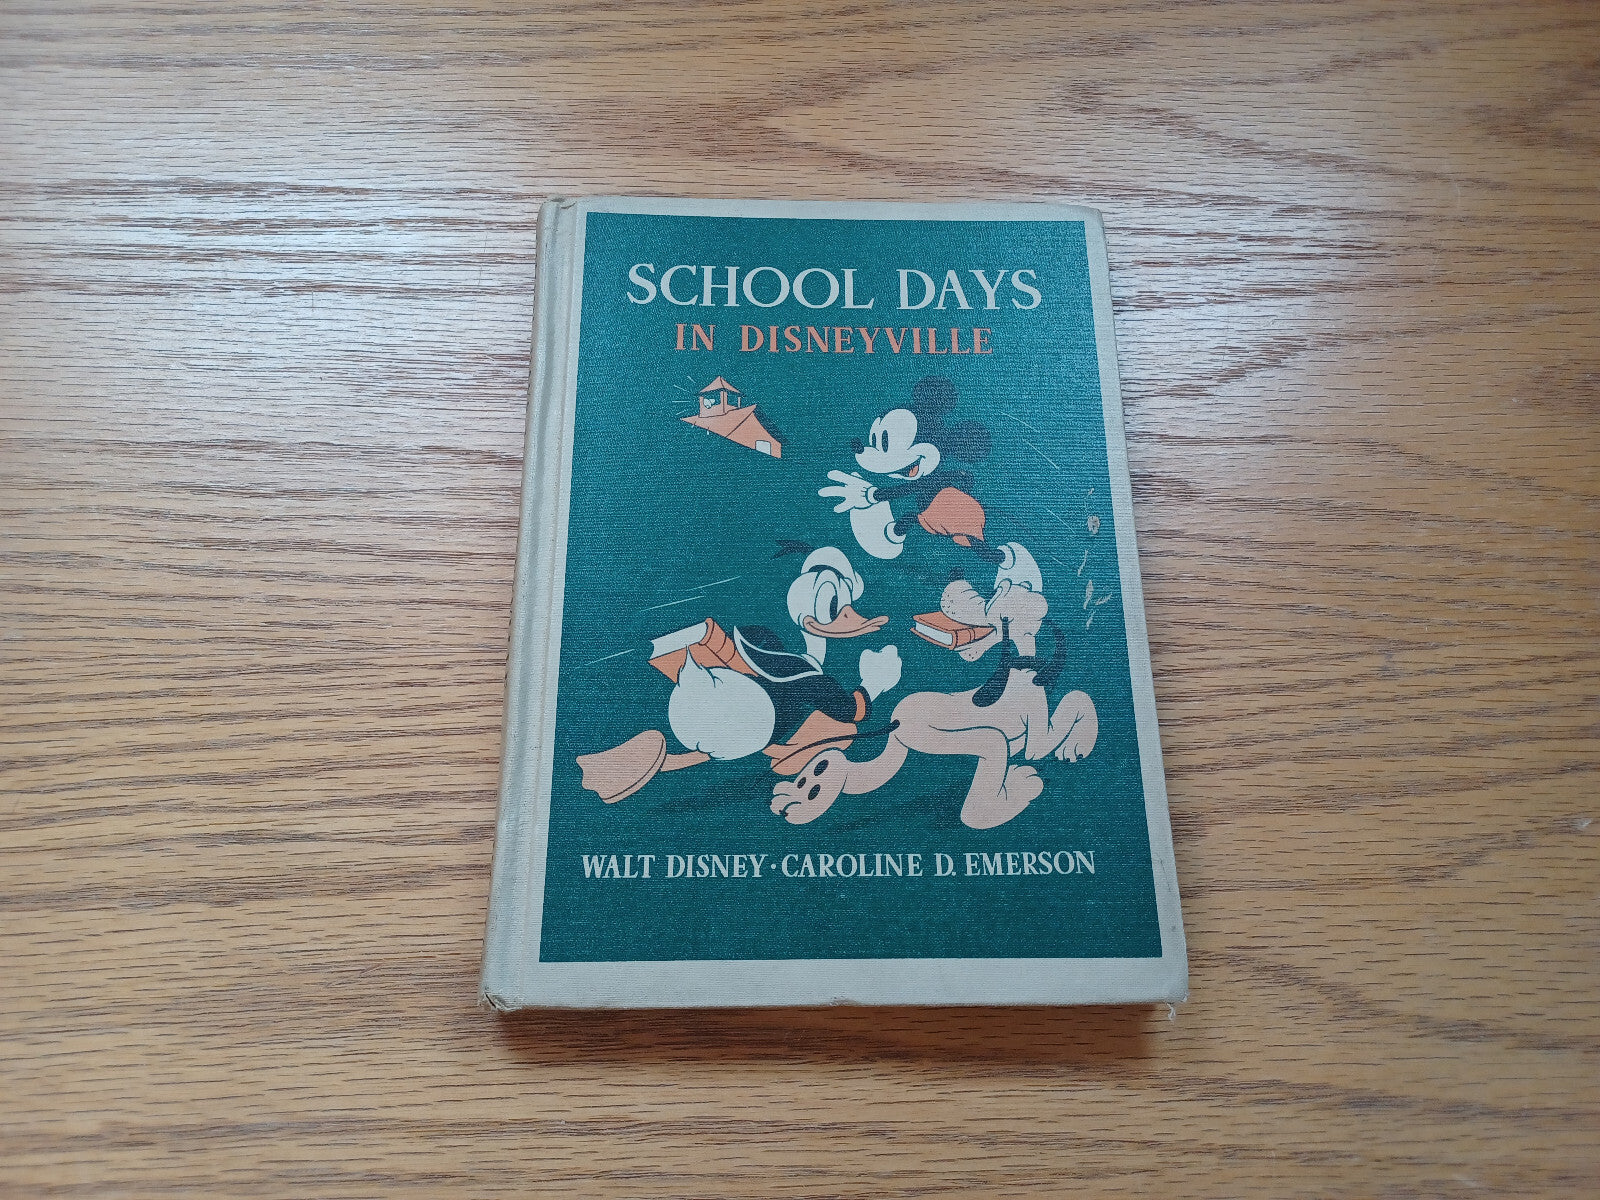 SCHOOL DAYS
IN DISNEYVILLE
WALT DISNEY · CAROLINE D. EMERSON